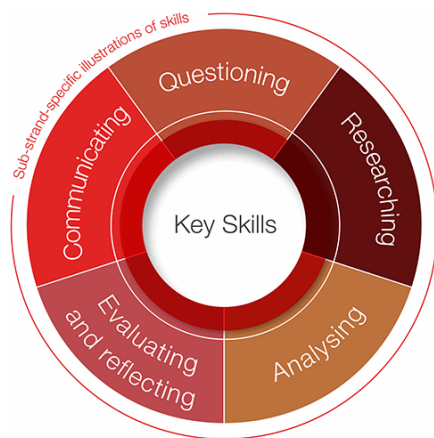 Sub-strand-specific illustrations of skills
Questioning
Researching
Analysing
Evaluating
and reflecting
Communicating
Key Skills